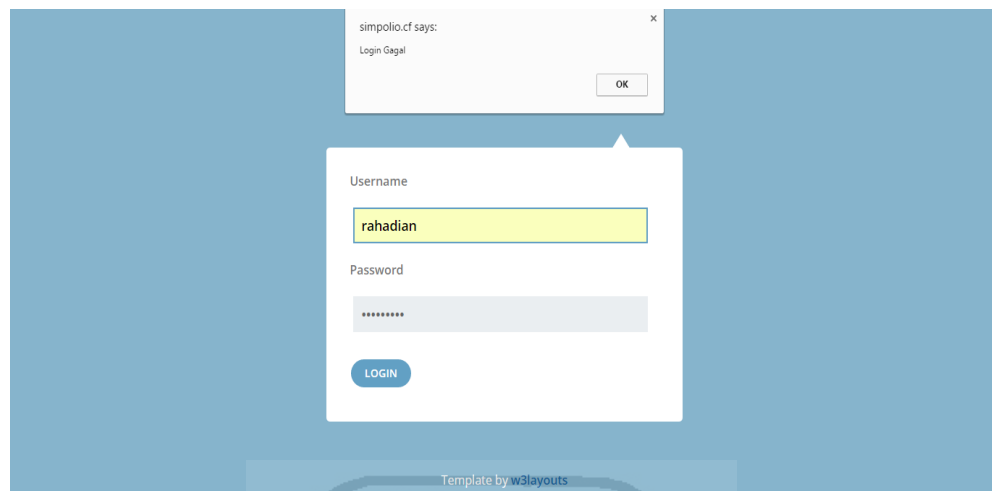 simpolio.cf says:
Login Gagal
OK
Username
rahadian
Password
•••••••••
LOGIN
Template by w3layouts